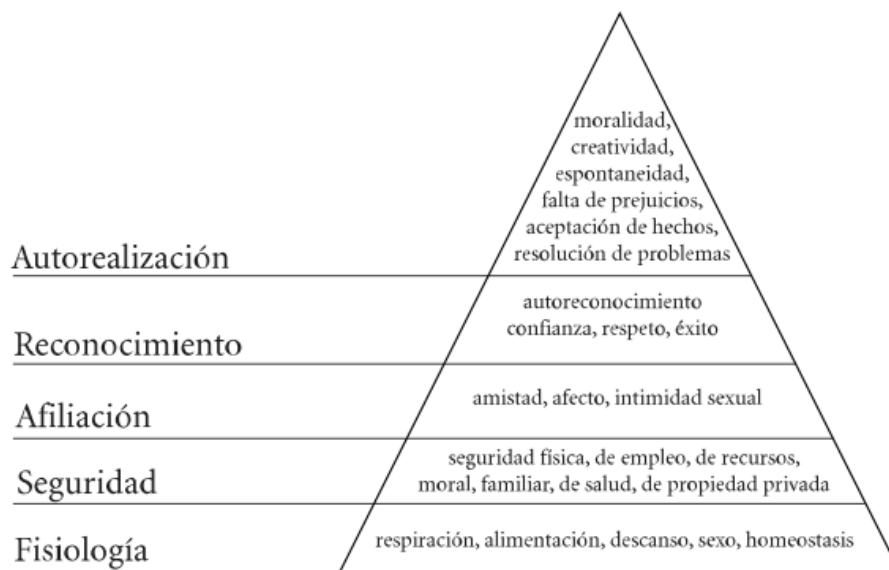 moralidad,
creatividad,
espontaneidad,
falta de prejuicios,
aceptación de hechos,
resolución de problemas
Autorealización
autoreconocimiento
confianza, respeto, éxito
Reconocimiento
amistad, afecto, intimidad sexual
Afiliación
seguridad física, de empleo, de recursos,
moral, familiar, de salud, de propiedad privada
Seguridad
respiración, alimentación, descanso, sexo, homeostasis
Fisiología